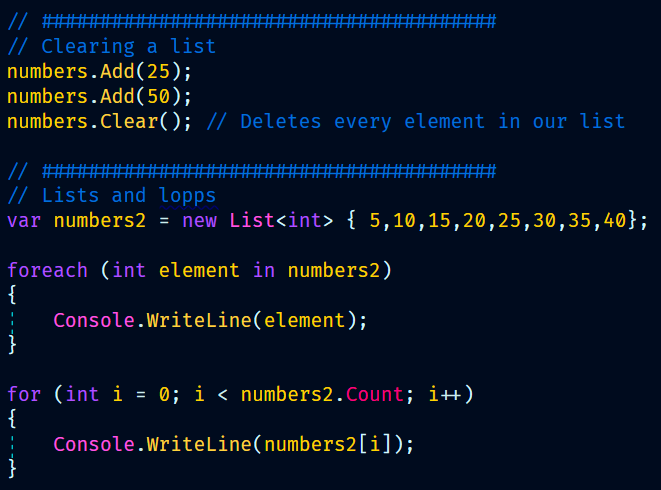 // #######################################
// Clearing a list
numbers.Add(25);
numbers.Add(50);
numbers.Clear(); // Deletes every element in our list
// #######################################
// Lists and lopps
var numbers2 = new List<int> { 5,10,15,20,25,30,35,40};
foreach (int element in numbers2)
{
    Console.WriteLine(element);
}
for (int i = 0; i < numbers2.Count; i++)
{
    Console.WriteLine(numbers2[i]);
}